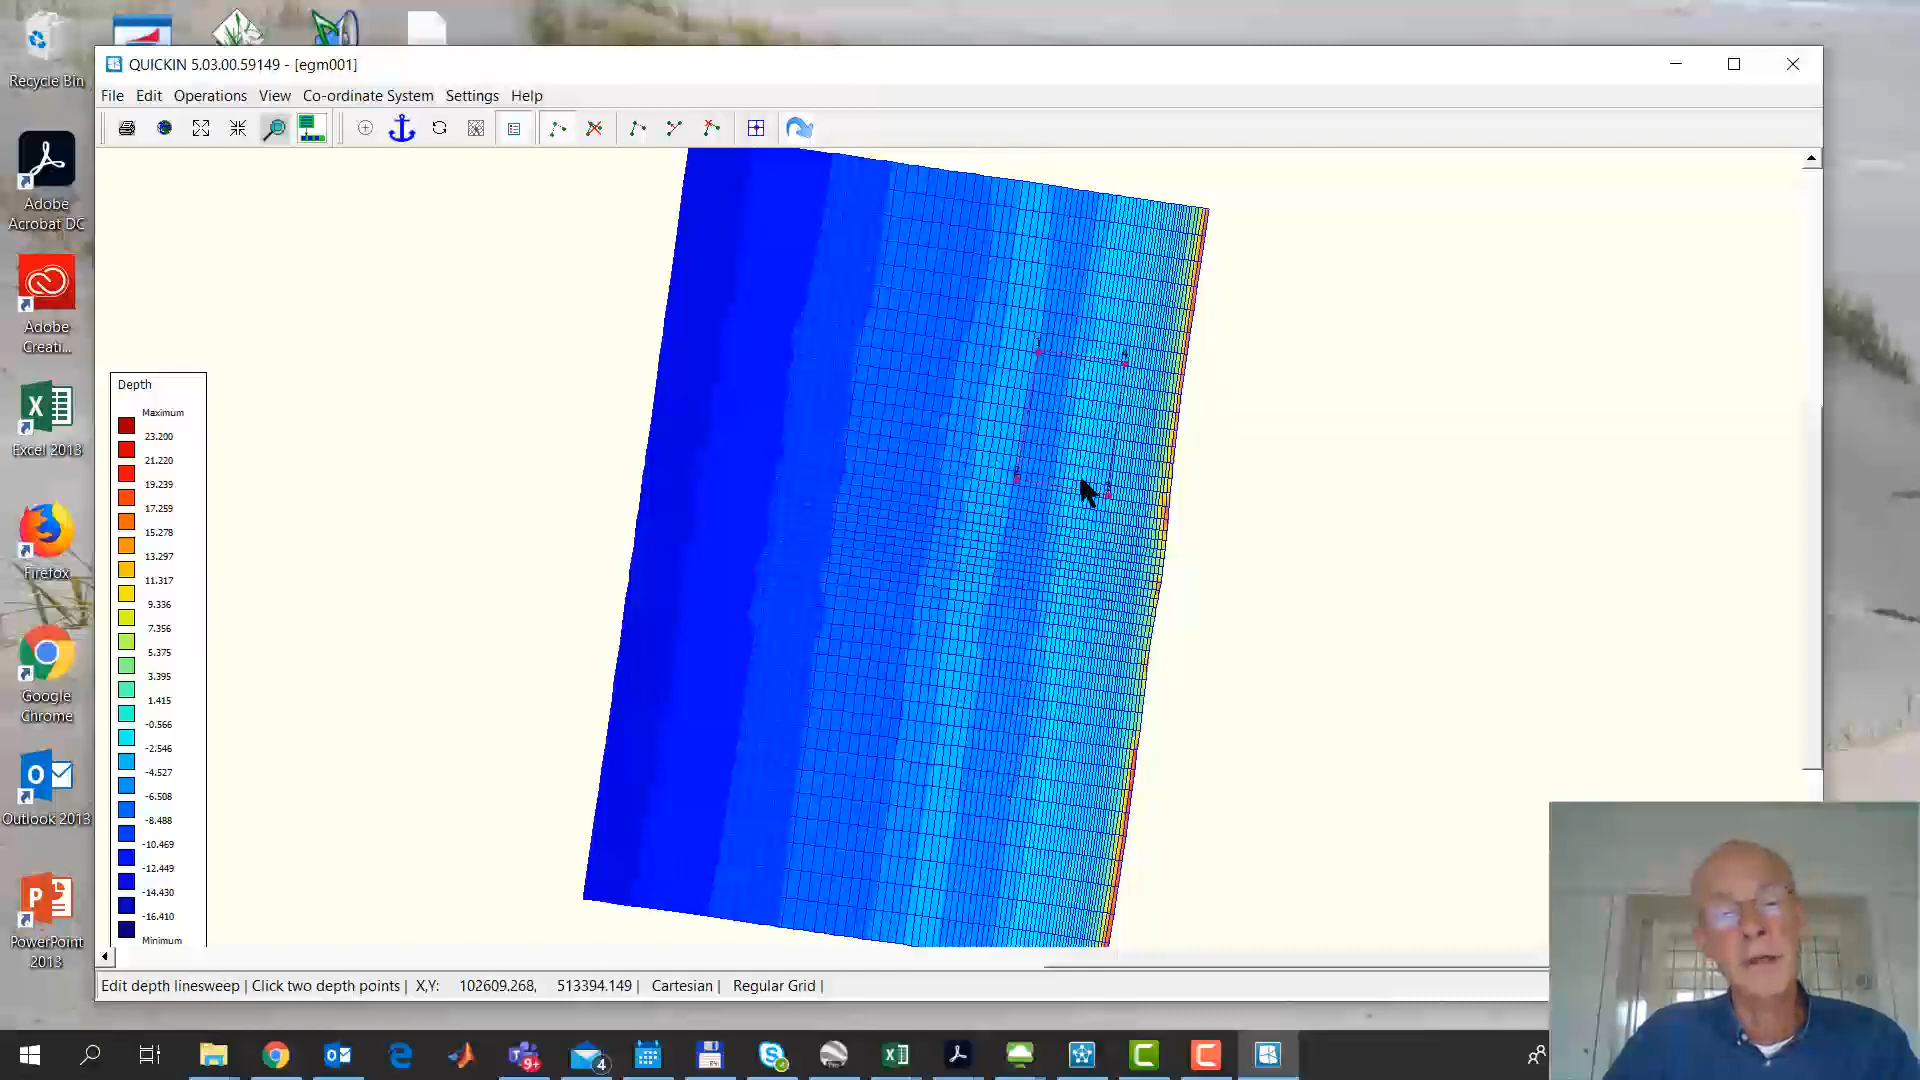 QUICKIN 5.03.00.59149 - [egm001]
File Edit Operations View Co-ordinate System Settings Help
Recycle Bin
Adobe
Acrobat DC
Adobe
Creati...
Excel 2013
Firefox
Google
Chrome
Outlook 2013
PowerPoint
2013
Depth
Maximum
23.200
21.220
19.239
17.259
15.278
13.297
11.317
9.336
7.356
5.375
3.395
1.415
-0.566
-2.546
-4.527
-6.508
-8.488
-10.469
-12.449
-14.430
-16.410
Minimum
1
4
Edit depth linesweep | Click two depth points | X,Y: 102609.268, 513394.149 | Cartesian | Regular Grid |
9+
4